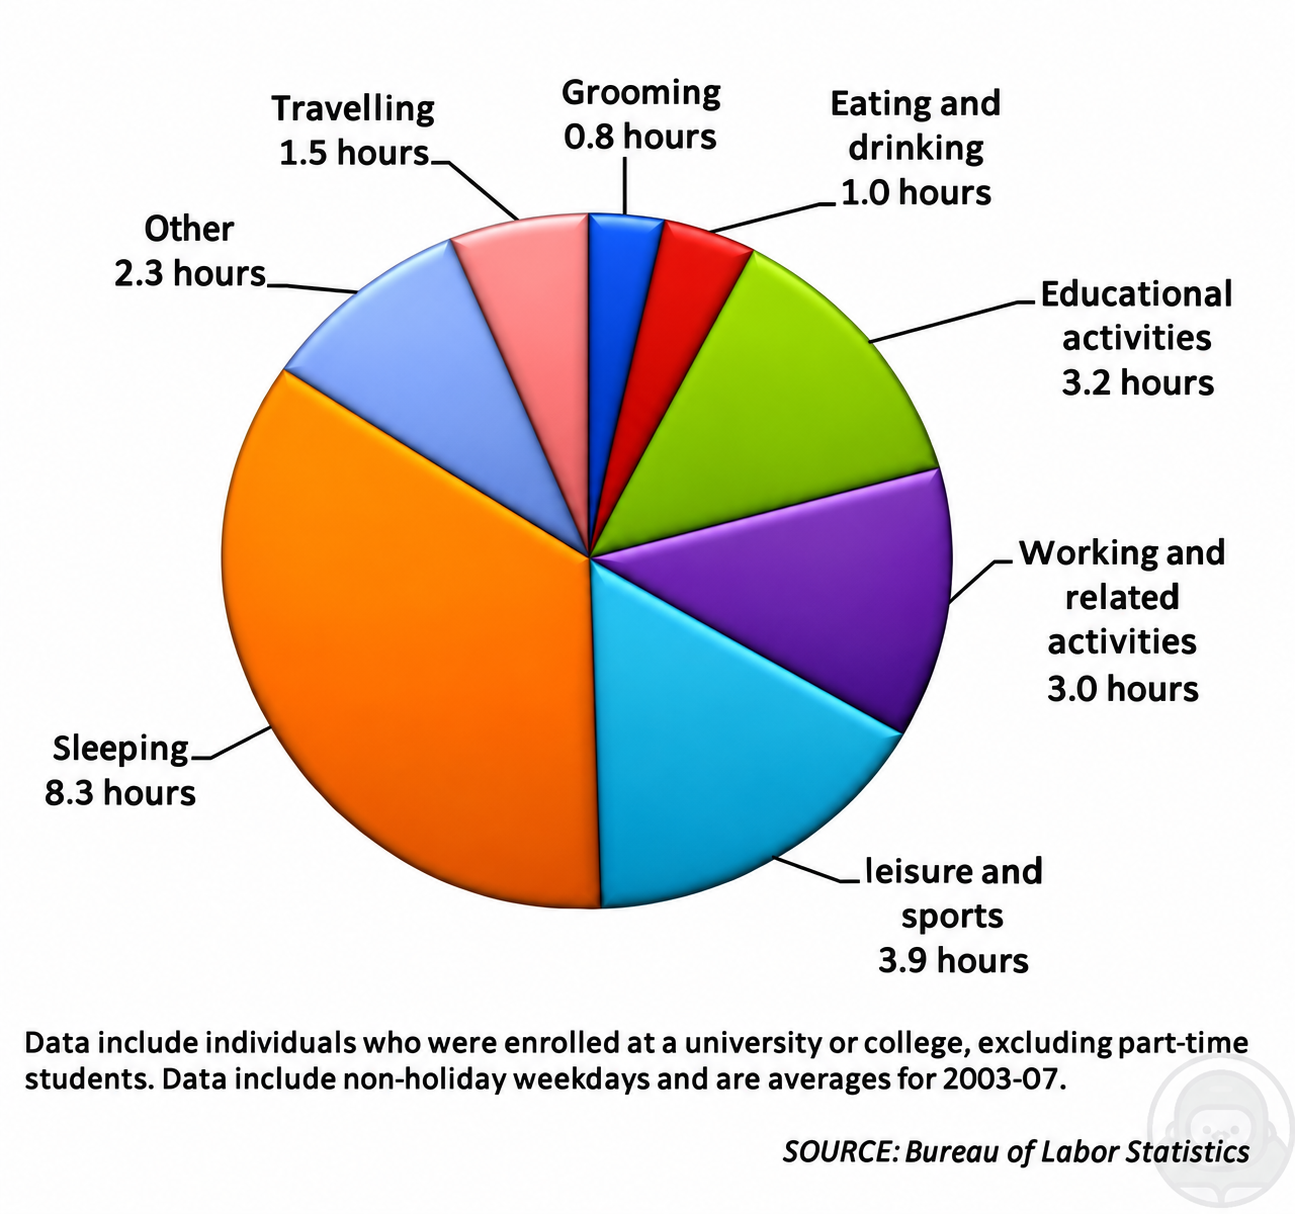 Travelling
1.5 hours
Grooming
0.8 hours
Eating and
drinking
1.0 hours
Other
2.3 hours
Educational
activities
3.2 hours
Working and
related
activities
3.0 hours
Sleeping
8.3 hours
leisure and
sports
3.9 hours
Data include individuals who were enrolled at a university or college, excluding part-time
students. Data include non-holiday weekdays and are averages for 2003-07.
SOURCE: Bureau of Labor Statistics